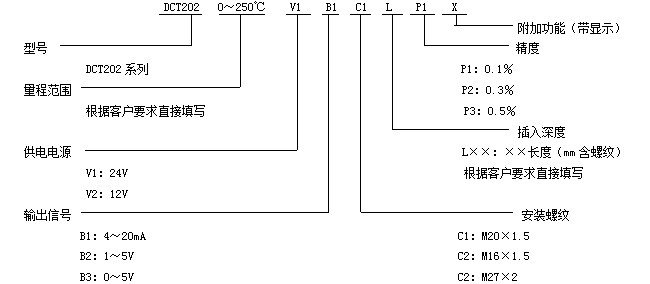 DCT202 0～250℃ V1 B1 C1 L P1 X
附加功能（带显示）
型号
精度
DCT202 系列
P1：0.1%
量程范围
P2：0.3%
根据客户要求直接填写
P3：0.5%
插入深度
供电电源
L××：××长度（mm 含螺纹）
V1：24V
根据客户要求直接填写
V2：12V
输出信号
安装螺纹
B1：4～20mA
C1：M20×1.5
B2：1～5V
C2：M16×1.5
B3：0～5V
C2：M27×2